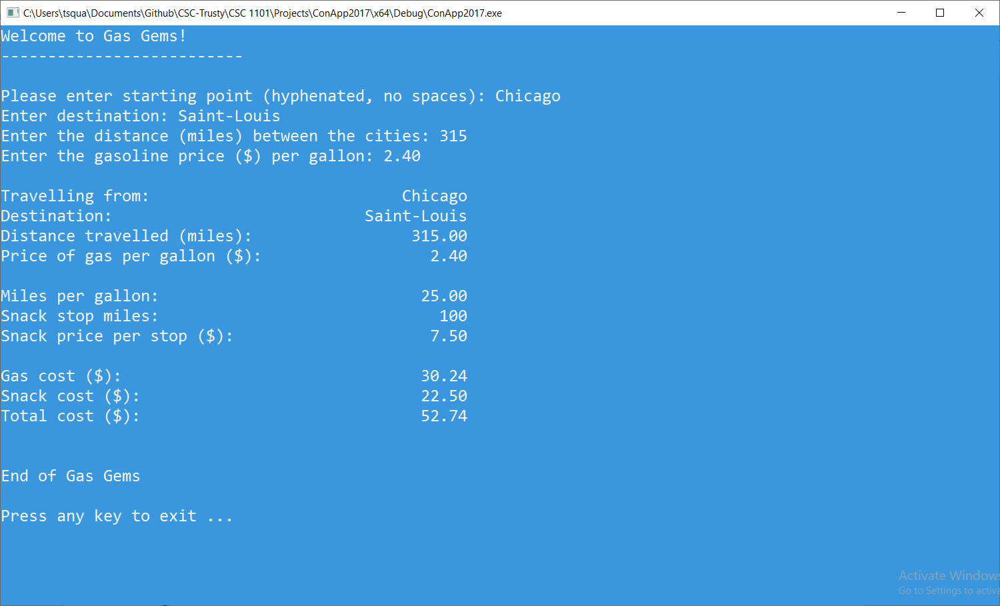 C:\Users\tsqua\Documents\Github\CSC-Trusty\CSC 1101\Projects\ConApp2017\x64\Debug\ConApp2017.exe
Welcome to Gas Gems!
--------------------------
Please enter starting point (hyphenated, no spaces): Chicago
Enter destination: Saint-Louis
Enter the distance (miles) between the cities: 315
Enter the gasoline price ($) per gallon: 2.40
Travelling from: Chicago
Destination: Saint-Louis
Distance travelled (miles): 315.00
Price of gas per gallon ($): 2.40
Miles per gallon: 25.00
Snack stop miles: 100
Snack price per stop ($): 7.50
Gas cost ($): 30.24
Snack cost ($): 22.50
Total cost ($): 52.74
End of Gas Gems
Press any key to exit ...
Activate Windows
Go to Settings to activa